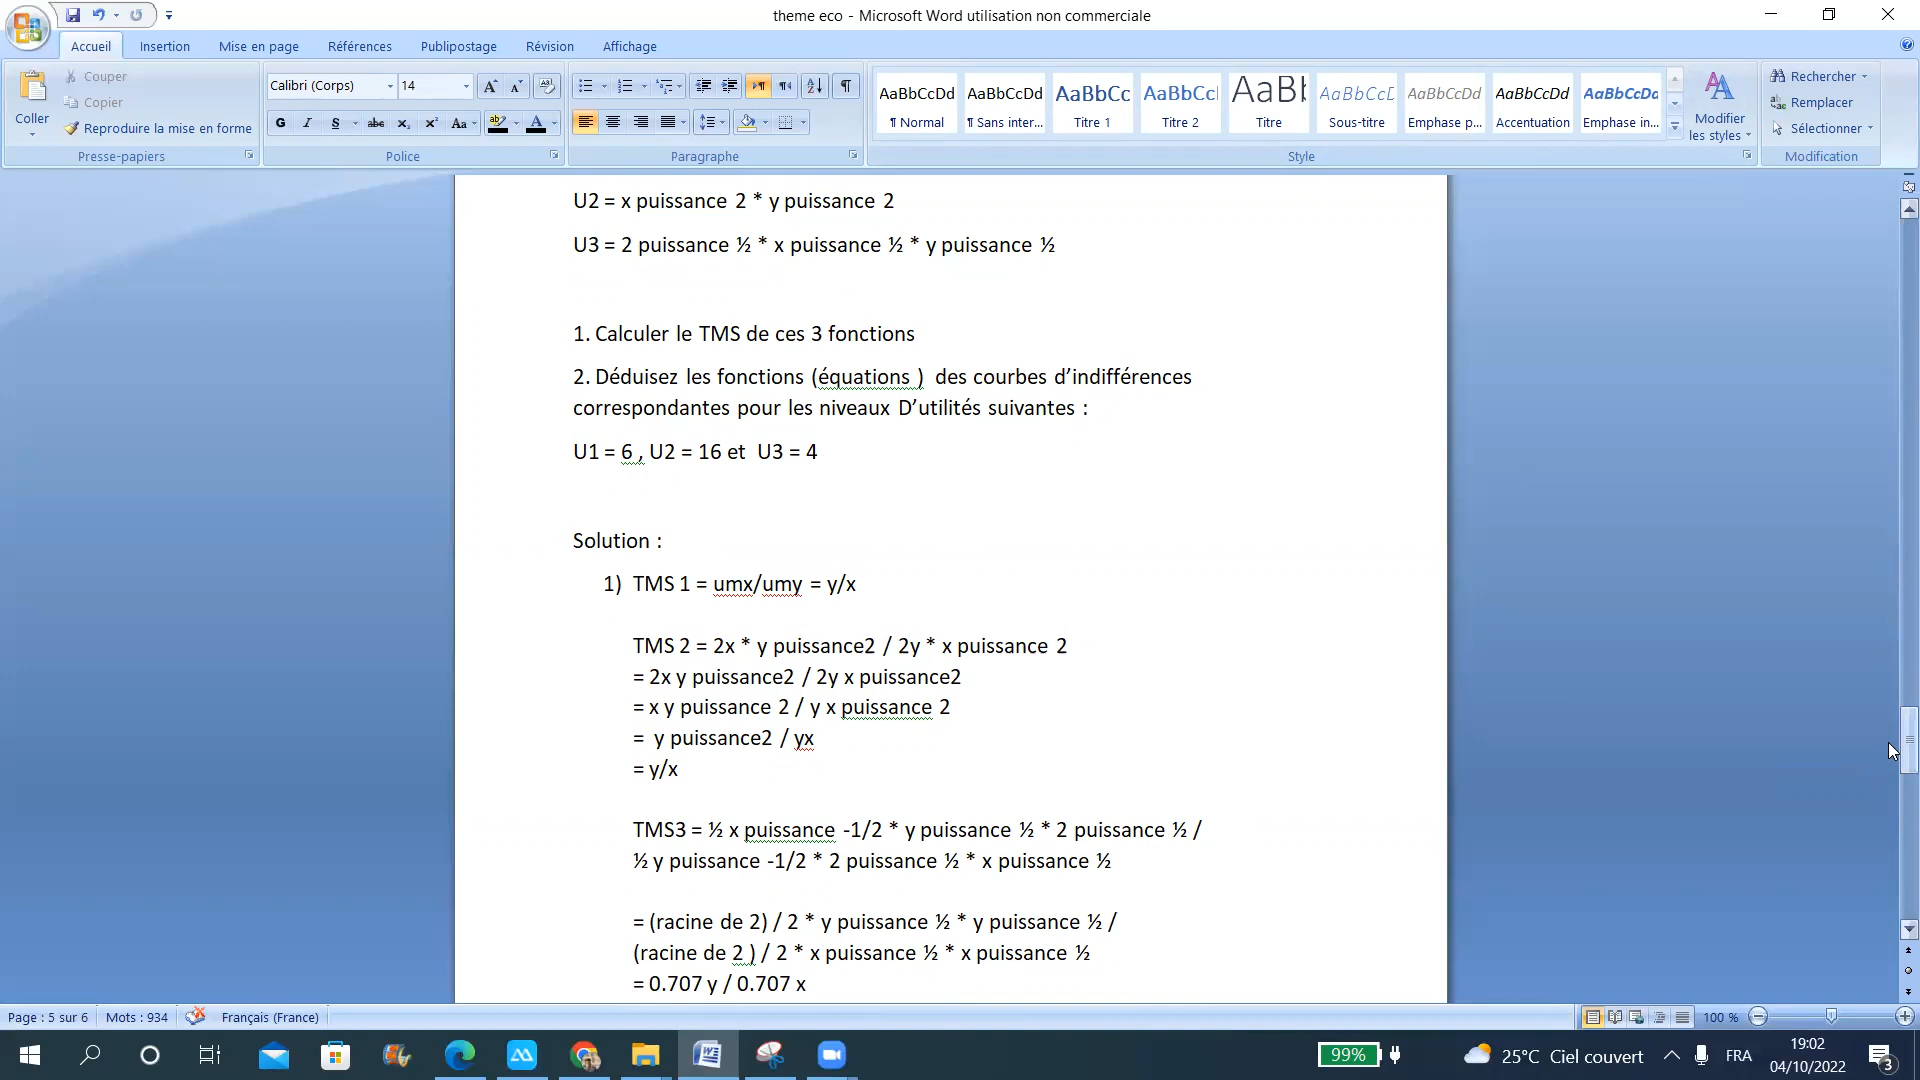 theme eco - Microsoft Word utilisation non commerciale
Accueil Insertion Mise en page Références Publipostage Révision Affichage
Coller
Couper
Copier
Reproduire la mise en forme
Presse-papiers
Calibri (Corps) 14
G I S abc x₂ x² Aa
Police
Paragraphe
AaBbCcDd AaBbCcDd AaBbCc AaBbCcl AaBb AaBbCcD AaBbCcDd AaBbCcDd AaBbCcDd
¶ Normal ¶ Sans inter... Titre 1 Titre 2 Titre Sous-titre Emphase p... Accentuation Emphase in...
Modifier
les styles
Style
Rechercher
Remplacer
Sélectionner
Modification
U2 = x puissance 2 * y puissance 2
U3 = 2 puissance ½ * x puissance ½ * y puissance ½
1. Calculer le TMS de ces 3 fonctions
2. Déduisez les fonctions (équations ) des courbes d’indifférences
correspondantes pour les niveaux D’utilités suivantes :
U1 = 6 , U2 = 16 et U3 = 4
Solution :
1) TMS 1 = umx/umy = y/x
TMS 2 = 2x * y puissance2 / 2y * x puissance 2
= 2x y puissance2 / 2y x puissance2
= x y puissance 2 / y x puissance 2
= y puissance2 / yx
= y/x
TMS3 = ½ x puissance -1/2 * y puissance ½ * 2 puissance ½ /
½ y puissance -1/2 * 2 puissance ½ * x puissance ½
= (racine de 2) / 2 * y puissance ½ * y puissance ½ /
(racine de 2 ) / 2 * x puissance ½ * x puissance ½
= 0.707 y / 0.707 x
Page : 5 sur 6 Mots : 934 Français (France) 100 %
99% 25°C Ciel couvert FRA 19:02
04/10/2022 3